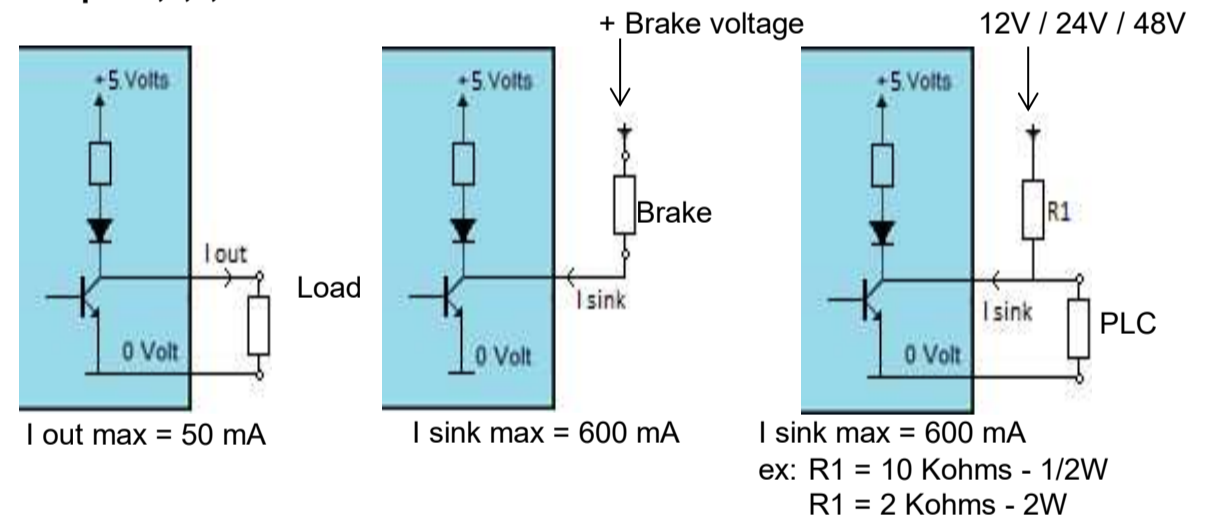 + Brake voltage
12V / 24V / 48V
+5 Volts
I out
Load
0 Volt
I out max = 50 mA
+5 Volts
Brake
I sink
0 Volt
I sink max = 600 mA
+5 Volts
R1
I sink
PLC
0 Volt
I sink max = 600 mA
ex: R1 = 10 Kohms - 1/2W
R1 = 2 Kohms - 2W